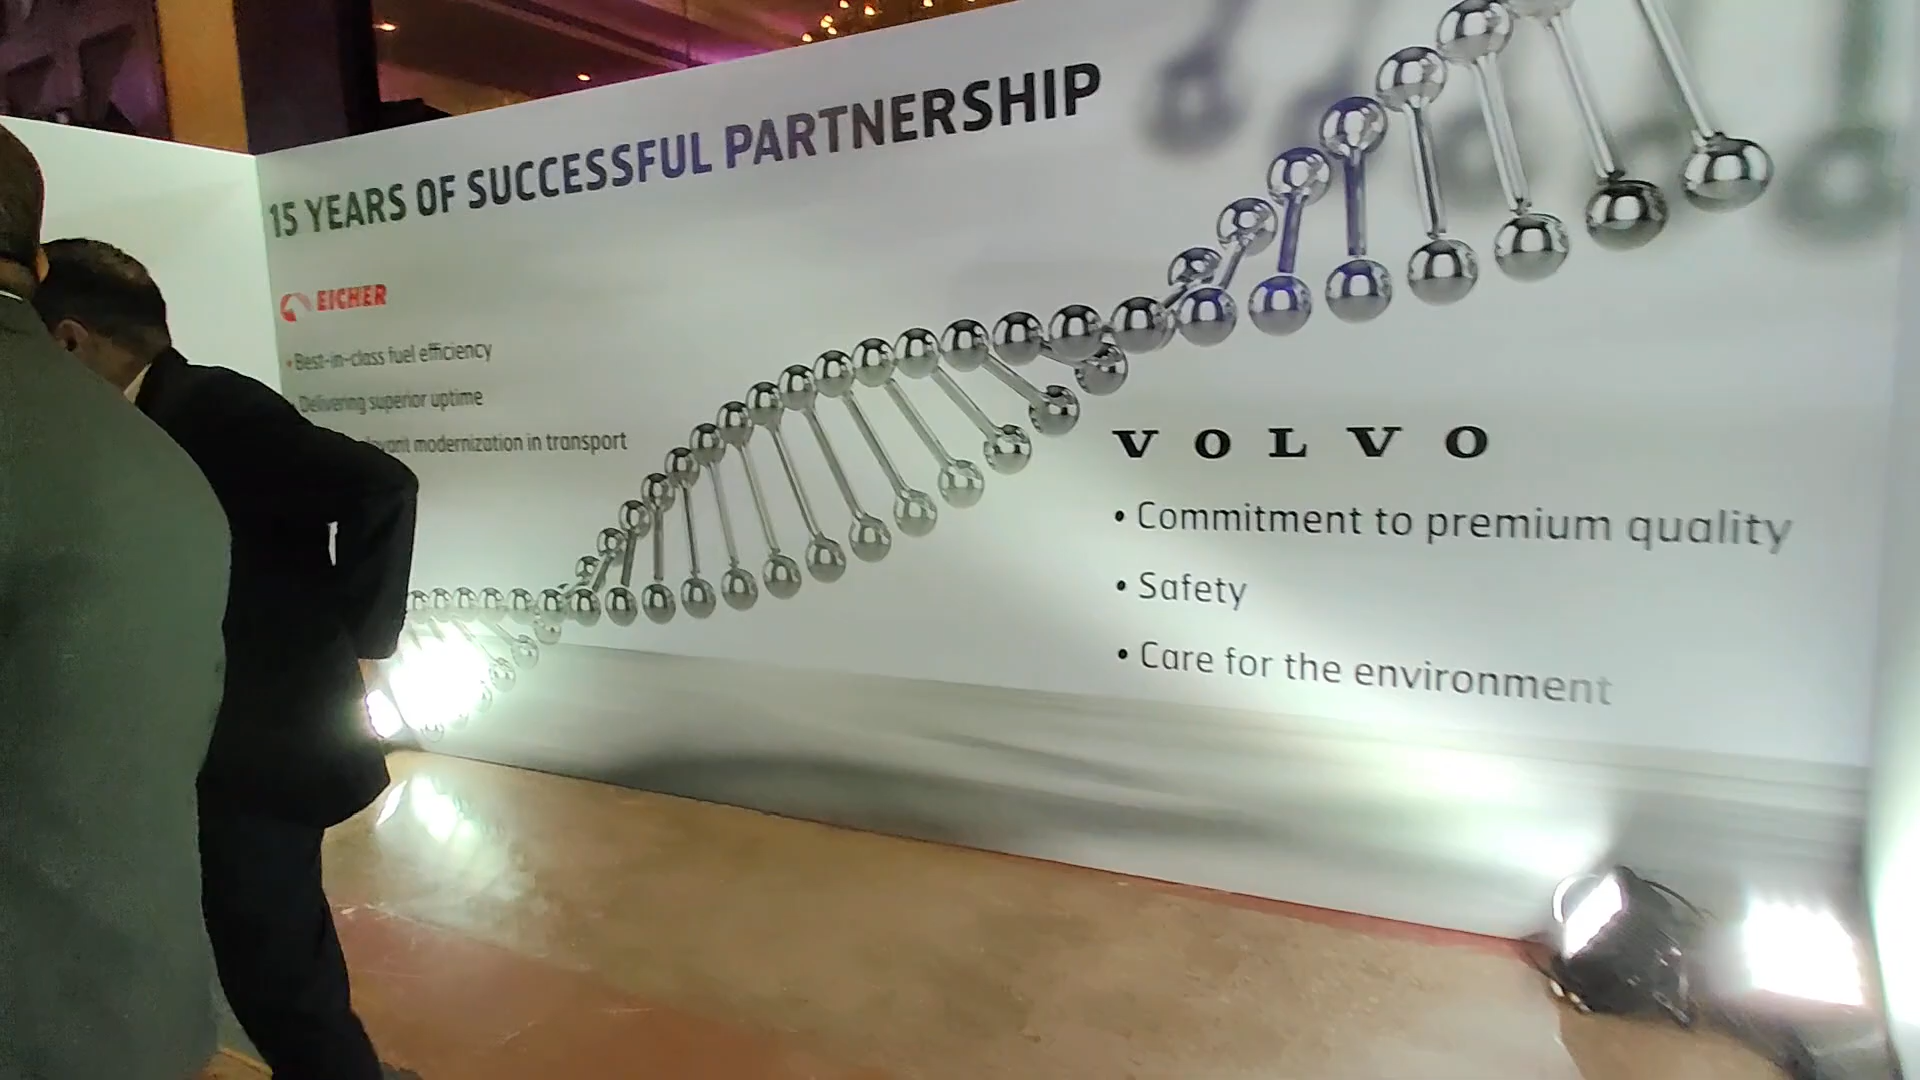 15 YEARS OF SUCCESSFUL PARTNERSHIP
EICHER
• Best-in-class fuel efficiency
Delivering superior uptime
modernization in transport
VOLVO
• Commitment to premium quality
• Safety
• Care for the environment